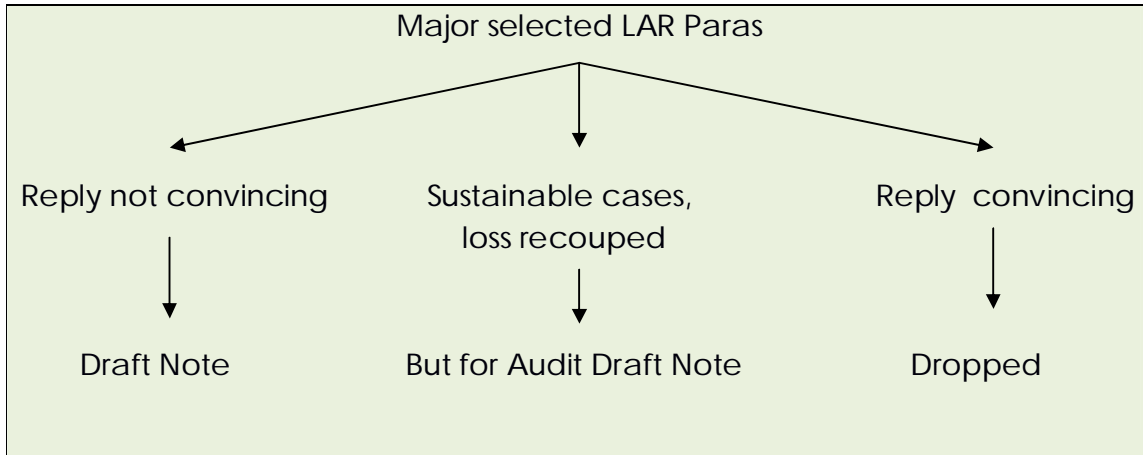 Major selected LAR Paras
Reply not convincing
Sustainable cases,
loss recouped
Reply convincing
Draft Note
But for Audit Draft Note
Dropped